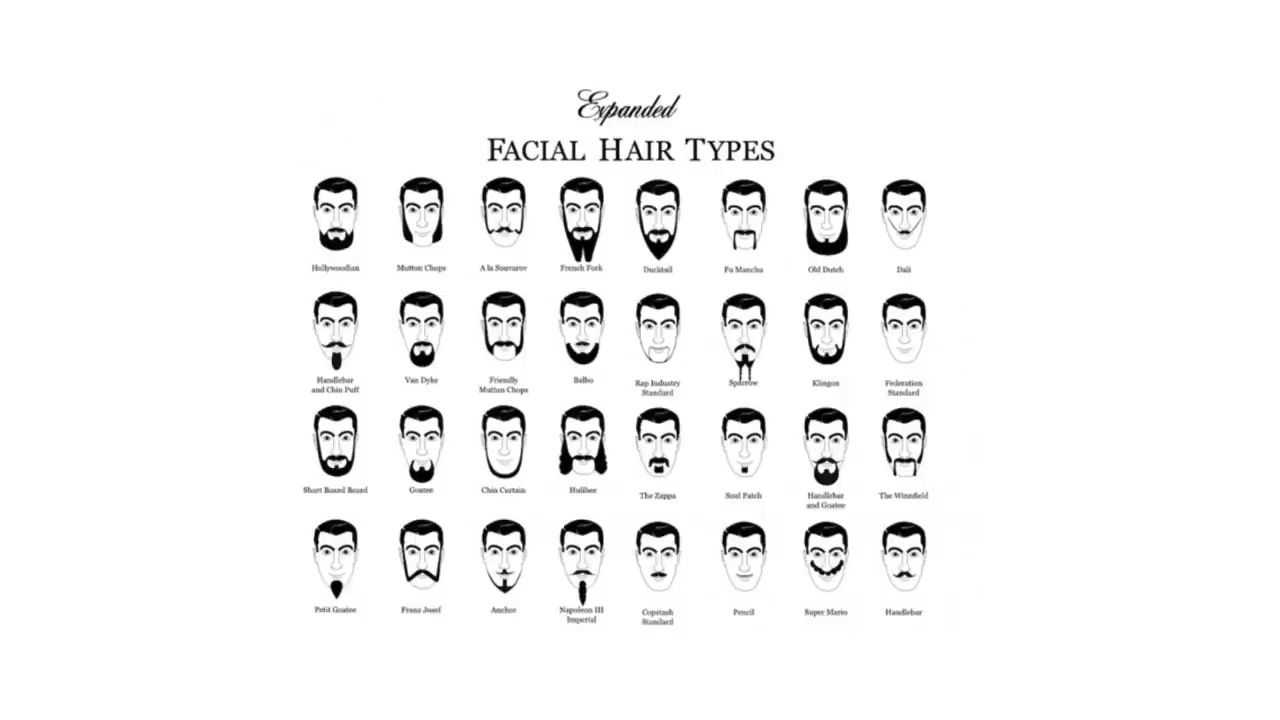 Expanded
FACIAL HAIR TYPES
Hollywoodian
Mutton Chops
A la Souvarov
French Fork
Ducktail
Fu Manchu
Old Dutch
Dali
Handlebar
and Chin Puff
Van Dyke
Friendly
Mutton Chops
Balbo
Rap Industry
Standard
Sparrow
Klingon
Federation
Standard
Short Boxed Beard
Goatee
Chin Curtain
Hulihee
The Zappa
Soul Patch
Handlebar
and Goatee
The Winnfield
Petit Goatee
Franz Josef
Anchor
Napoleon III
Imperial
Copstash
Standard
Pencil
Super Mario
Handlebar